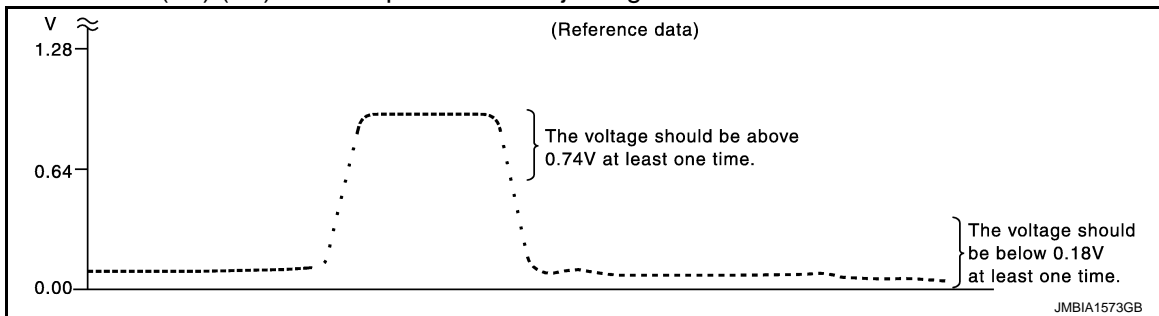 V
(Reference data)
1.28
The voltage should be above
0.74V at least one time.
0.64
The voltage should
be below 0.18V
at least one time.
0.00
JMBIA1573GB